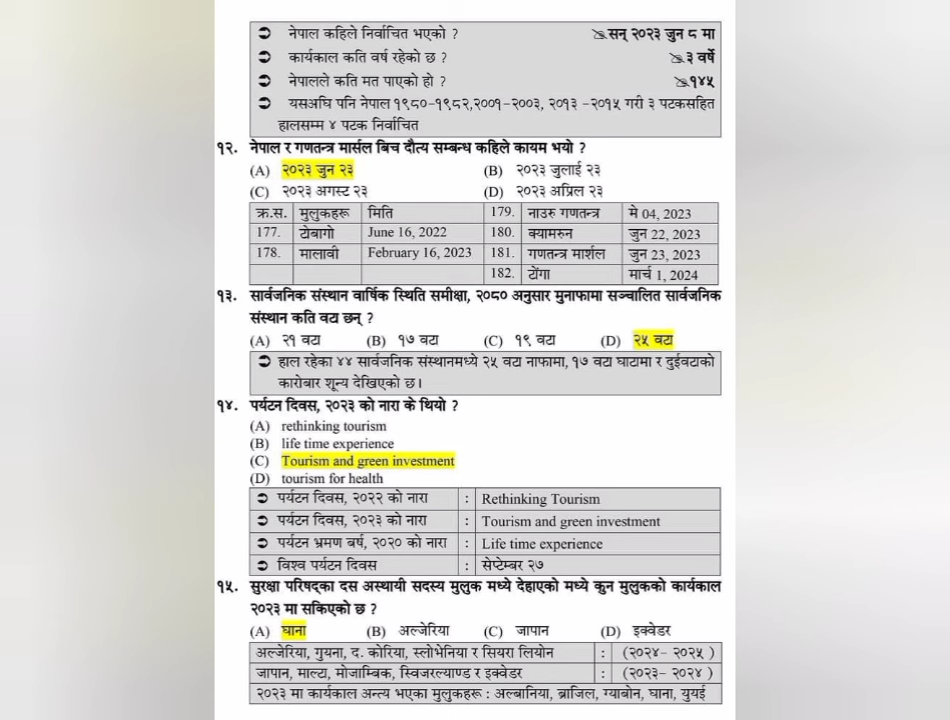 ➲ नेपाल कहिले निर्वाचित भएको ? ✎सन् २०२३ जुन ८ मा
➲ कार्यकाल कति वर्ष रहेको छ ? ✎३ वर्षे
➲ नेपालले कति मत पाएको हो ? ✎१४५
➲ यसअघि पनि नेपाल १९८०-१९८२,२००१-२००३, २०१३ -२०१५ गरी ३ पटकसहित
हालसम्म ४ पटक निर्वाचित
१२. नेपाल र गणतन्त्र मार्सल बिच दौत्य सम्बन्ध कहिले कायम भयो ?
(A) २०२३ जुन २३ (B) २०२३ जुलाई २३
(C) २०२३ अगस्ट २३ (D) २०२३ अप्रिल २३
क्र.स. मुलुकहरू मिति 179. नाउरु गणतन्त्र मे 04, 2023
177. टोबागो June 16, 2022 180. क्यामरुन जुन 22, 2023
178. मालावी February 16, 2023 181. गणतन्त्र मार्शल जुन 23, 2023
182. टोंगा मार्च 1, 2024
१३. सार्वजनिक संस्थान वार्षिक स्थिति समीक्षा, २०८० अनुसार मुनाफामा सञ्चालित सार्वजनिक
संस्थान कति वटा छन् ?
(A) २१ वटा (B) १७ वटा (C) १९ वटा (D) २५ वटा
➲ हाल रहेका ४४ सार्वजनिक संस्थानमध्ये २५ वटा नाफामा, १७ वटा घाटामा र दुईवटाको
कारोबार शून्य देखिएको छ।
१४. पर्यटन दिवस, २०२३ को नारा के थियो ?
(A) rethinking tourism
(B) life time experience
(C) Tourism and green investment
(D) tourism for health
➲ पर्यटन दिवस, २०२२ को नारा : Rethinking Tourism
➲ पर्यटन दिवस, २०२३ को नारा : Tourism and green investment
➲ पर्यटन भ्रमण बर्ष, २०२० को नारा : Life time experience
➲ विश्व पर्यटन दिवस : सेप्टेम्बर २७
१५. सुरक्षा परिषद्का दस अस्थायी सदस्य मुलुक मध्ये देहाएको मध्ये कुन मुलुकको कार्यकाल
२०२३ मा सकिएको छ ?
(A) घाना (B) अल्जेरिया (C) जापान (D) इक्वेडर
अल्जेरिया, गुयना, द. कोरिया, स्लोभेनिया र सियरा लियोन : (२०२४- २०२५ )
जापान, माल्टा, मोजाम्बिक, स्विजरल्याण्ड र इक्वेडर : (२०२३- २०२४ )
२०२३ मा कार्यकाल अन्त्य भएका मुलुकहरू : अल्बानिया, ब्राजिल, ग्याबोन, घाना, युयई